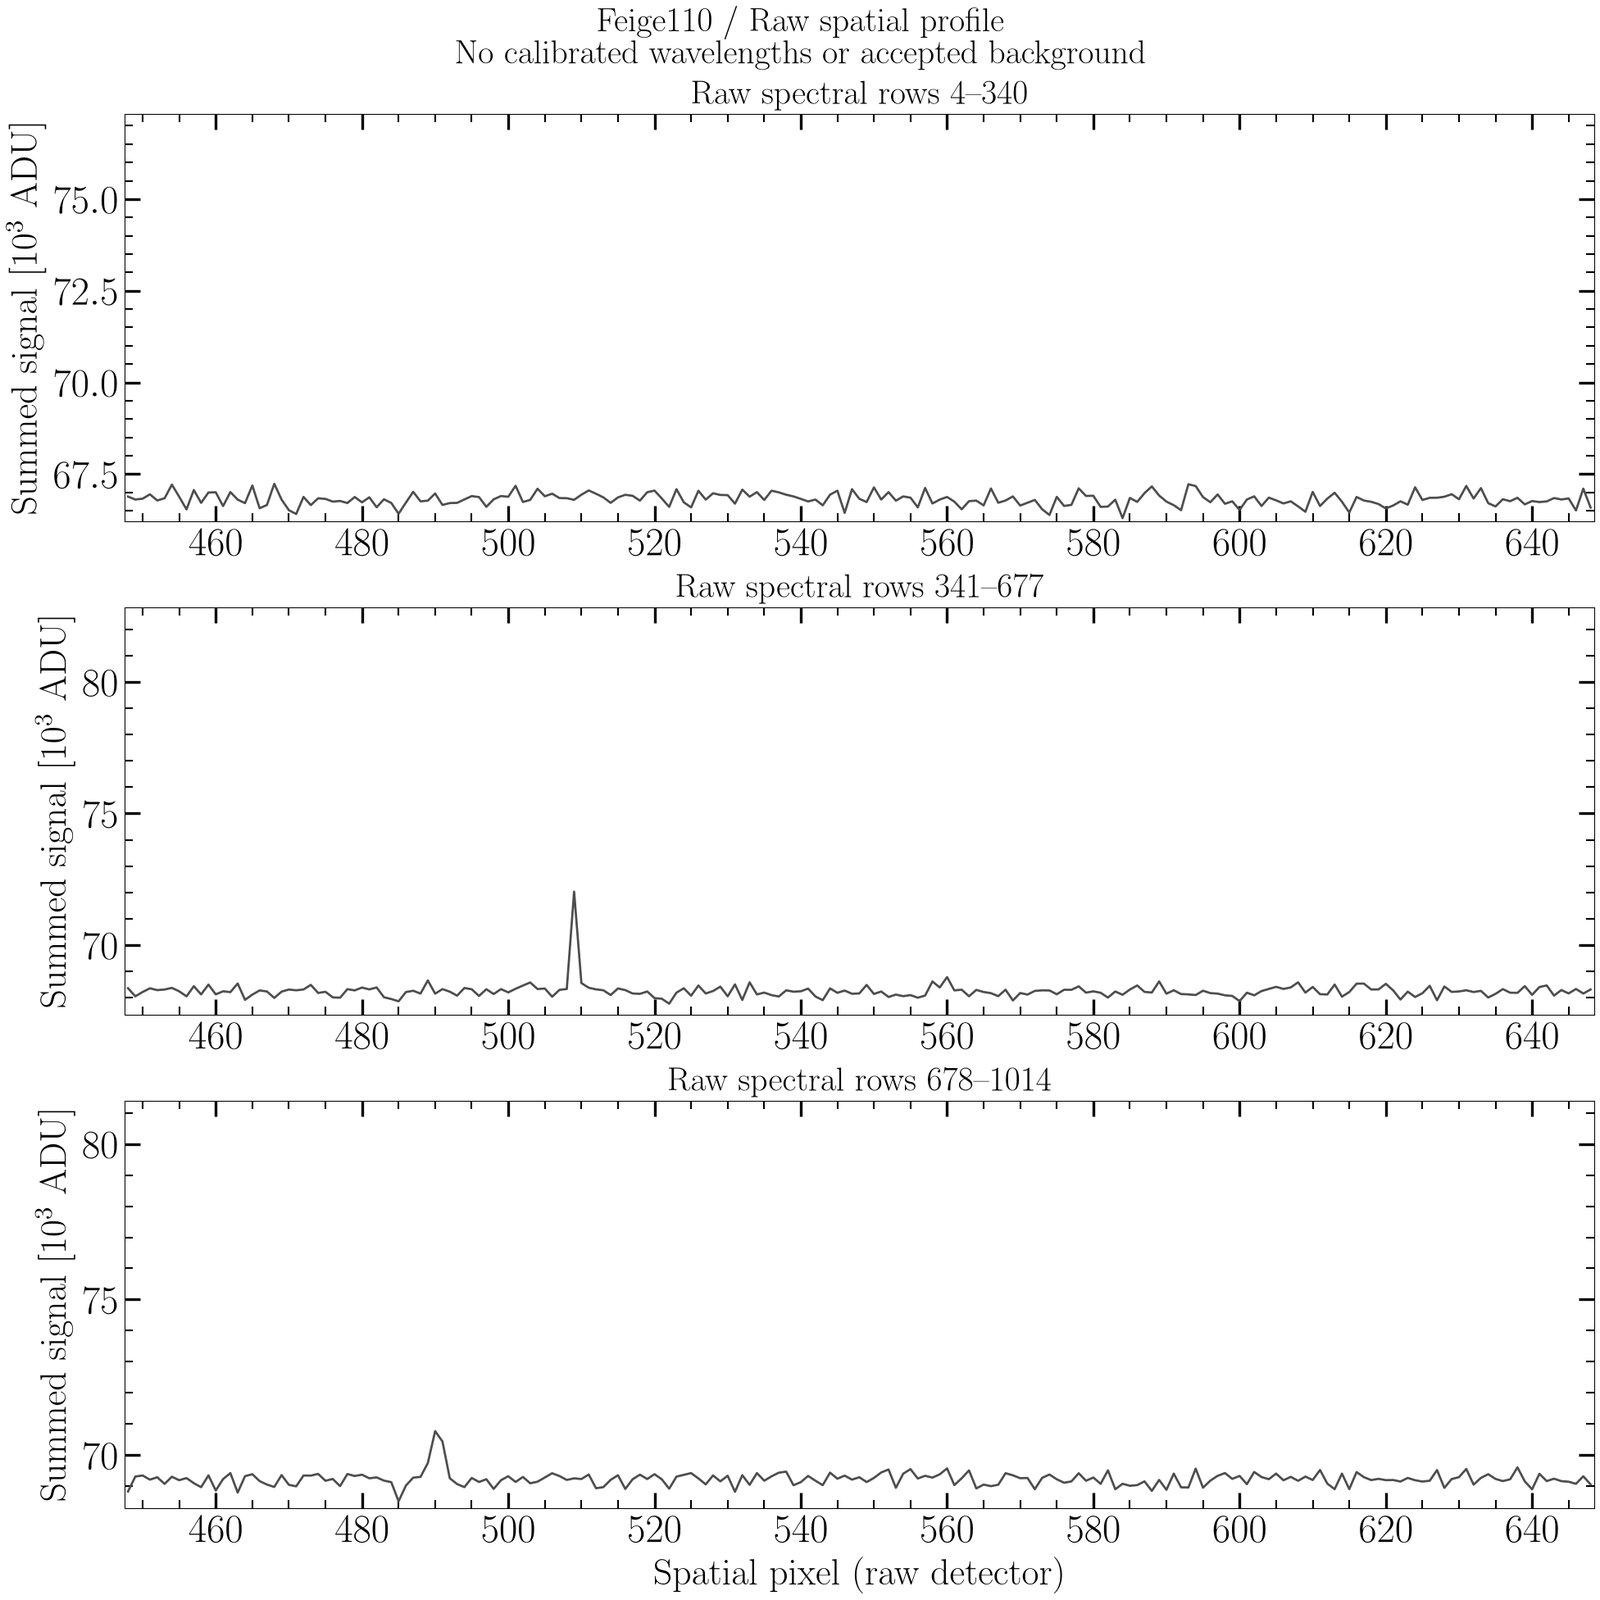 Feige110 / Raw spatial profile
No calibrated wavelengths or accepted background
Raw spectral rows 4–340
Summed signal [10³ ADU]
75.0
72.5
70.0
67.5
460 480 500 520 540 560 580 600 620 640
Raw spectral rows 341–677
Summed signal [10³ ADU]
80
75
70
460 480 500 520 540 560 580 600 620 640
Raw spectral rows 678–1014
Summed signal [10³ ADU]
80
75
70
460 480 500 520 540 560 580 600 620 640
Spatial pixel (raw detector)